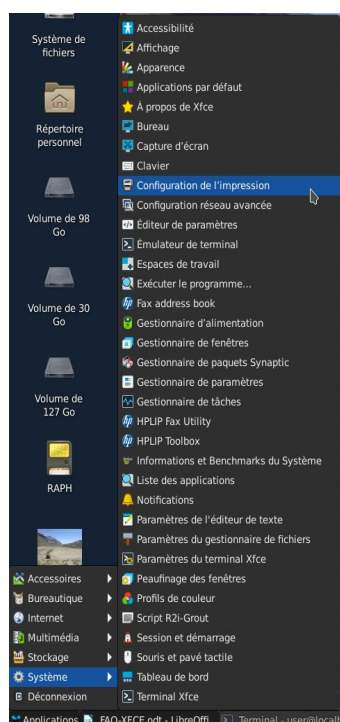 Système de
fichiers
Répertoire
personnel
Volume de 98
Go
Volume de 30
Go
Volume de
127 Go
RAPH
Accessibilité
Affichage
Apparence
Applications par défaut
À propos de Xfce
Bureau
Capture d'écran
Clavier
Configuration de l'impression
Configuration réseau avancée
Éditeur de paramètres
Émulateur de terminal
Espaces de travail
Exécuter le programme...
Fax address book
Gestionnaire d'alimentation
Gestionnaire de fenêtres
Gestionnaire de paquets Synaptic
Gestionnaire de paramètres
Gestionnaire de tâches
HPLIP Fax Utility
HPLIP Toolbox
Informations et Benchmarks du Système
Liste des applications
Notifications
Paramètres de l'éditeur de texte
Paramètres du gestionnaire de fichiers
Paramètres du terminal Xfce
Peaufinage des fenêtres
Profils de couleur
Script R2i-Grout
Session et démarrage
Souris et pavé tactile
Tableau de bord
Terminal Xfce
Accessoires
Bureautique
Internet
Multimédia
Stockage
Système
Déconnexion
Applications
FAQ-XFCE.odt - LibreOffi
Terminal - user@localh